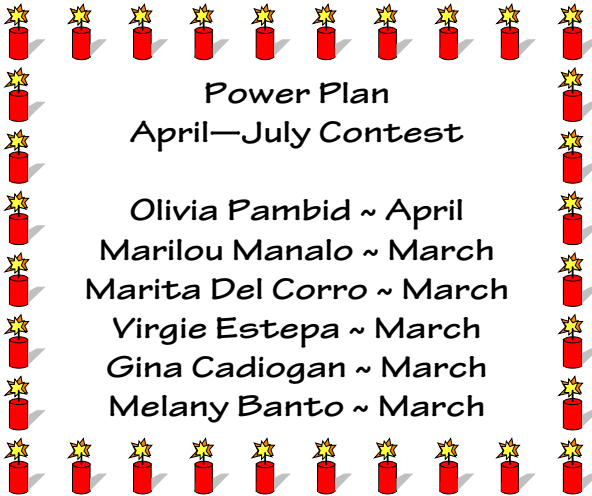 Power Plan
April—July Contest
Olivia Pambid ~ April
Marilou Manalo ~ March
Marita Del Corro ~ March
Virgie Estepa ~ March
Gina Cadiogan ~ March
Melany Banto ~ March